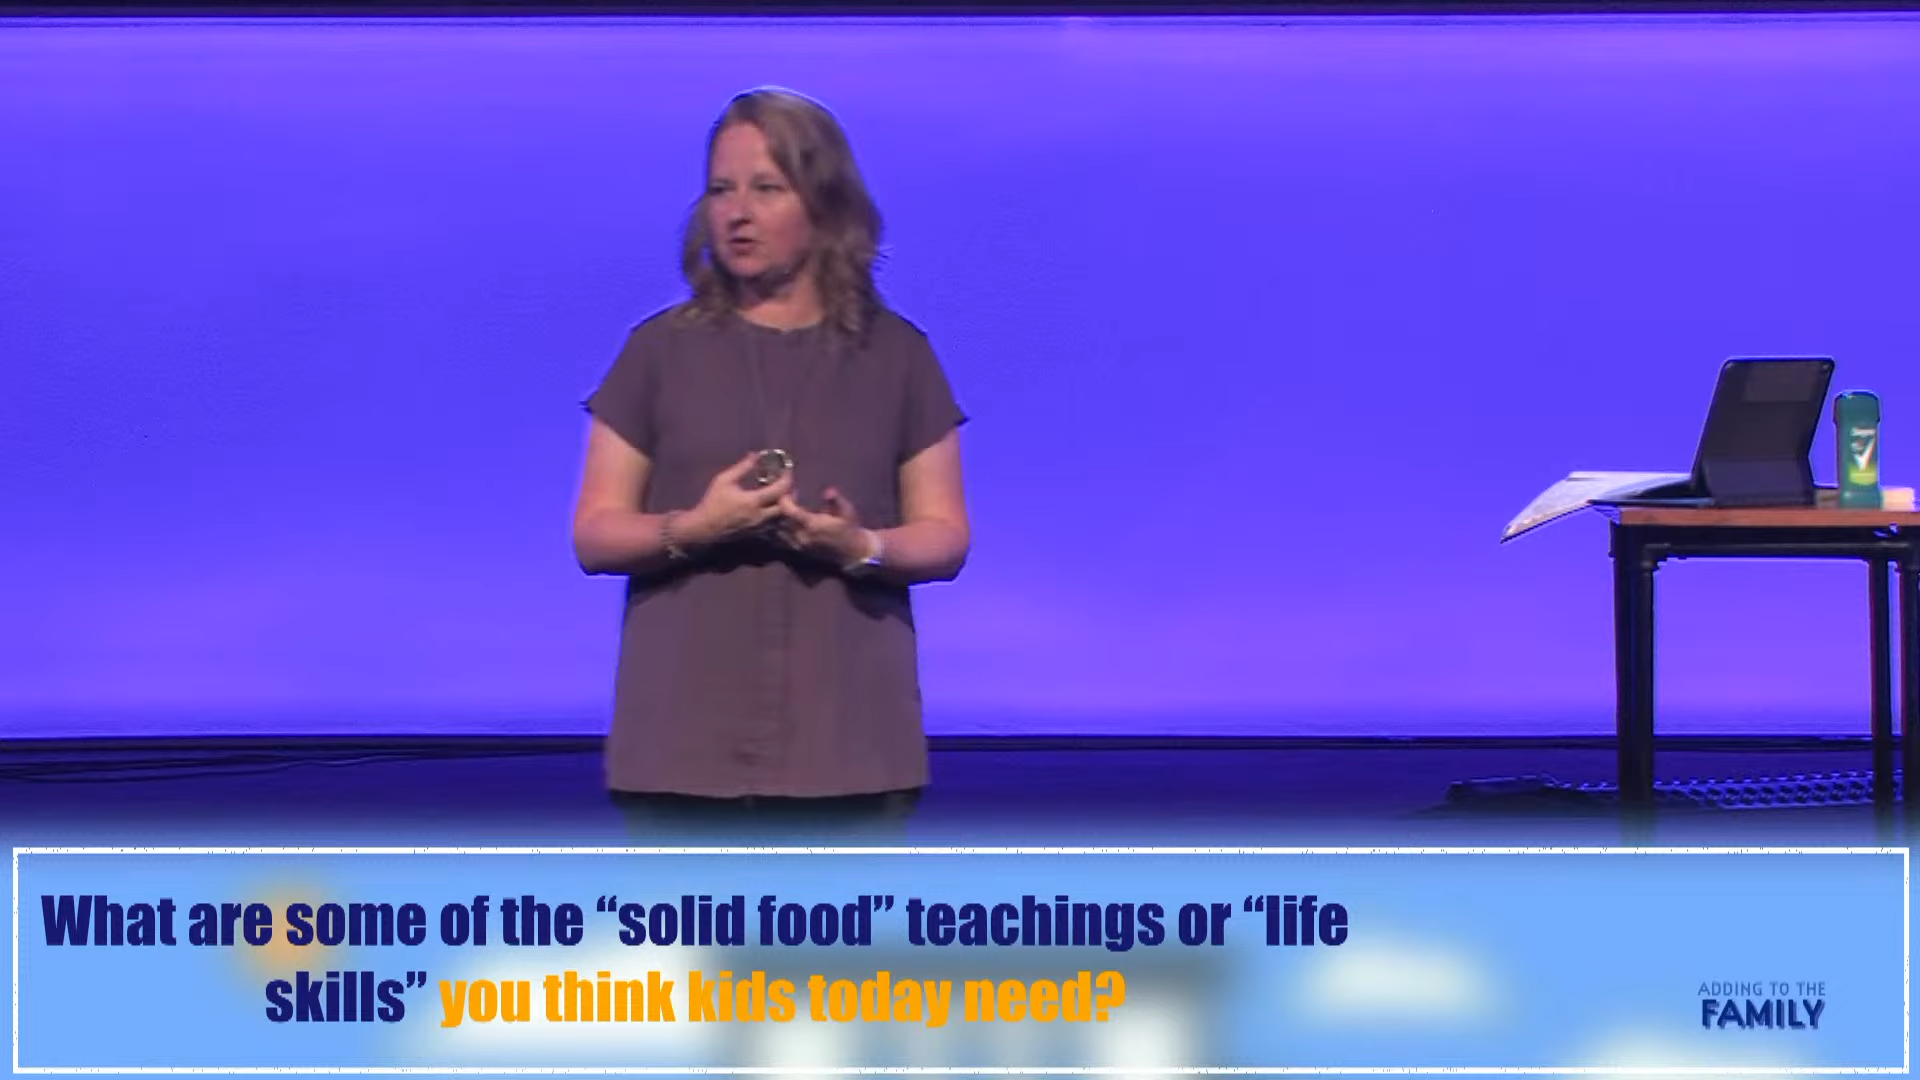 What are some of the “solid food” teachings or “life
skills” you think kids today need?
ADDING TO THE
FAMILY